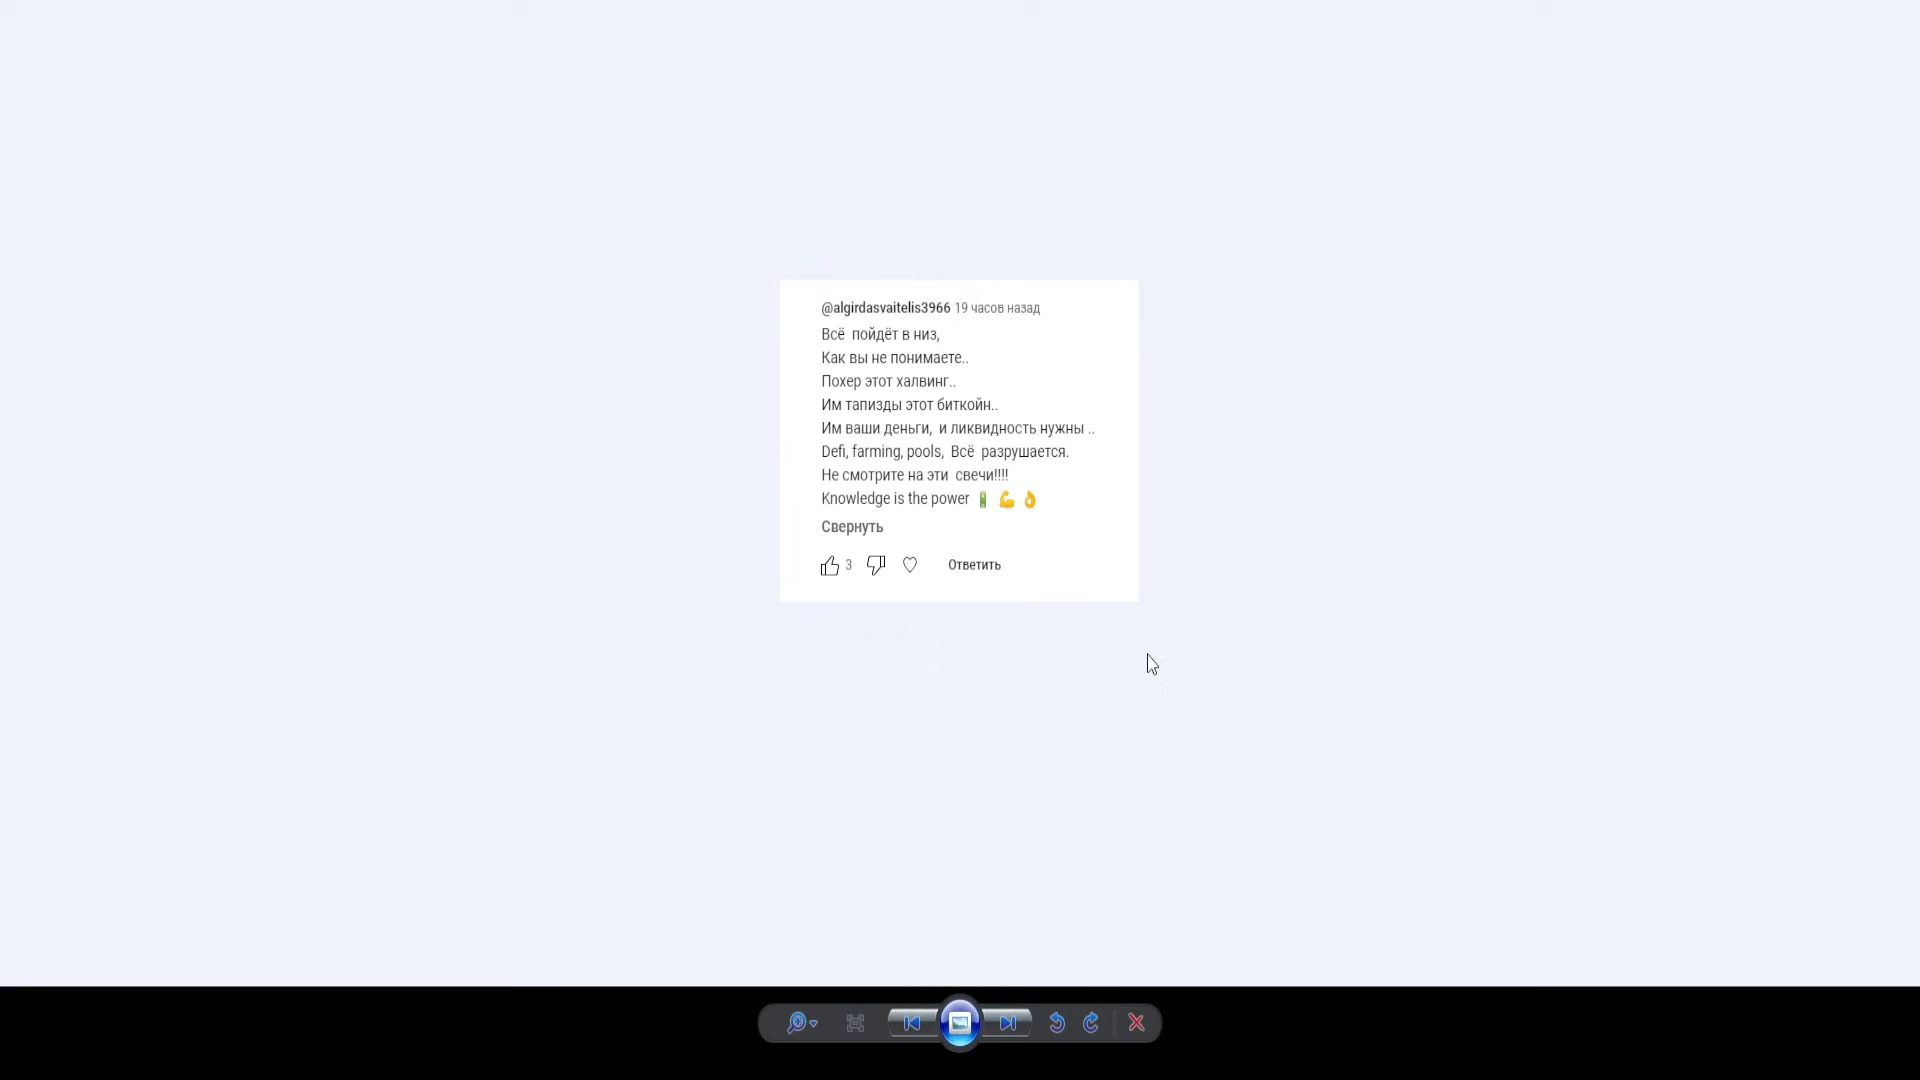 @algirdasvaitelis3966 19 часов назад
Всё пойдёт в низ,
Как вы не понимаете..
Похер этот халвинг..
Им тапизды этот биткойн..
Им ваши деньги, и ликвидность нужны ..
Defi, farming, pools, Всё разрушается.
Не смотрите на эти свечи!!!!
Knowledge is the power 🔋 💪 👌
Свернуть
3 Ответить